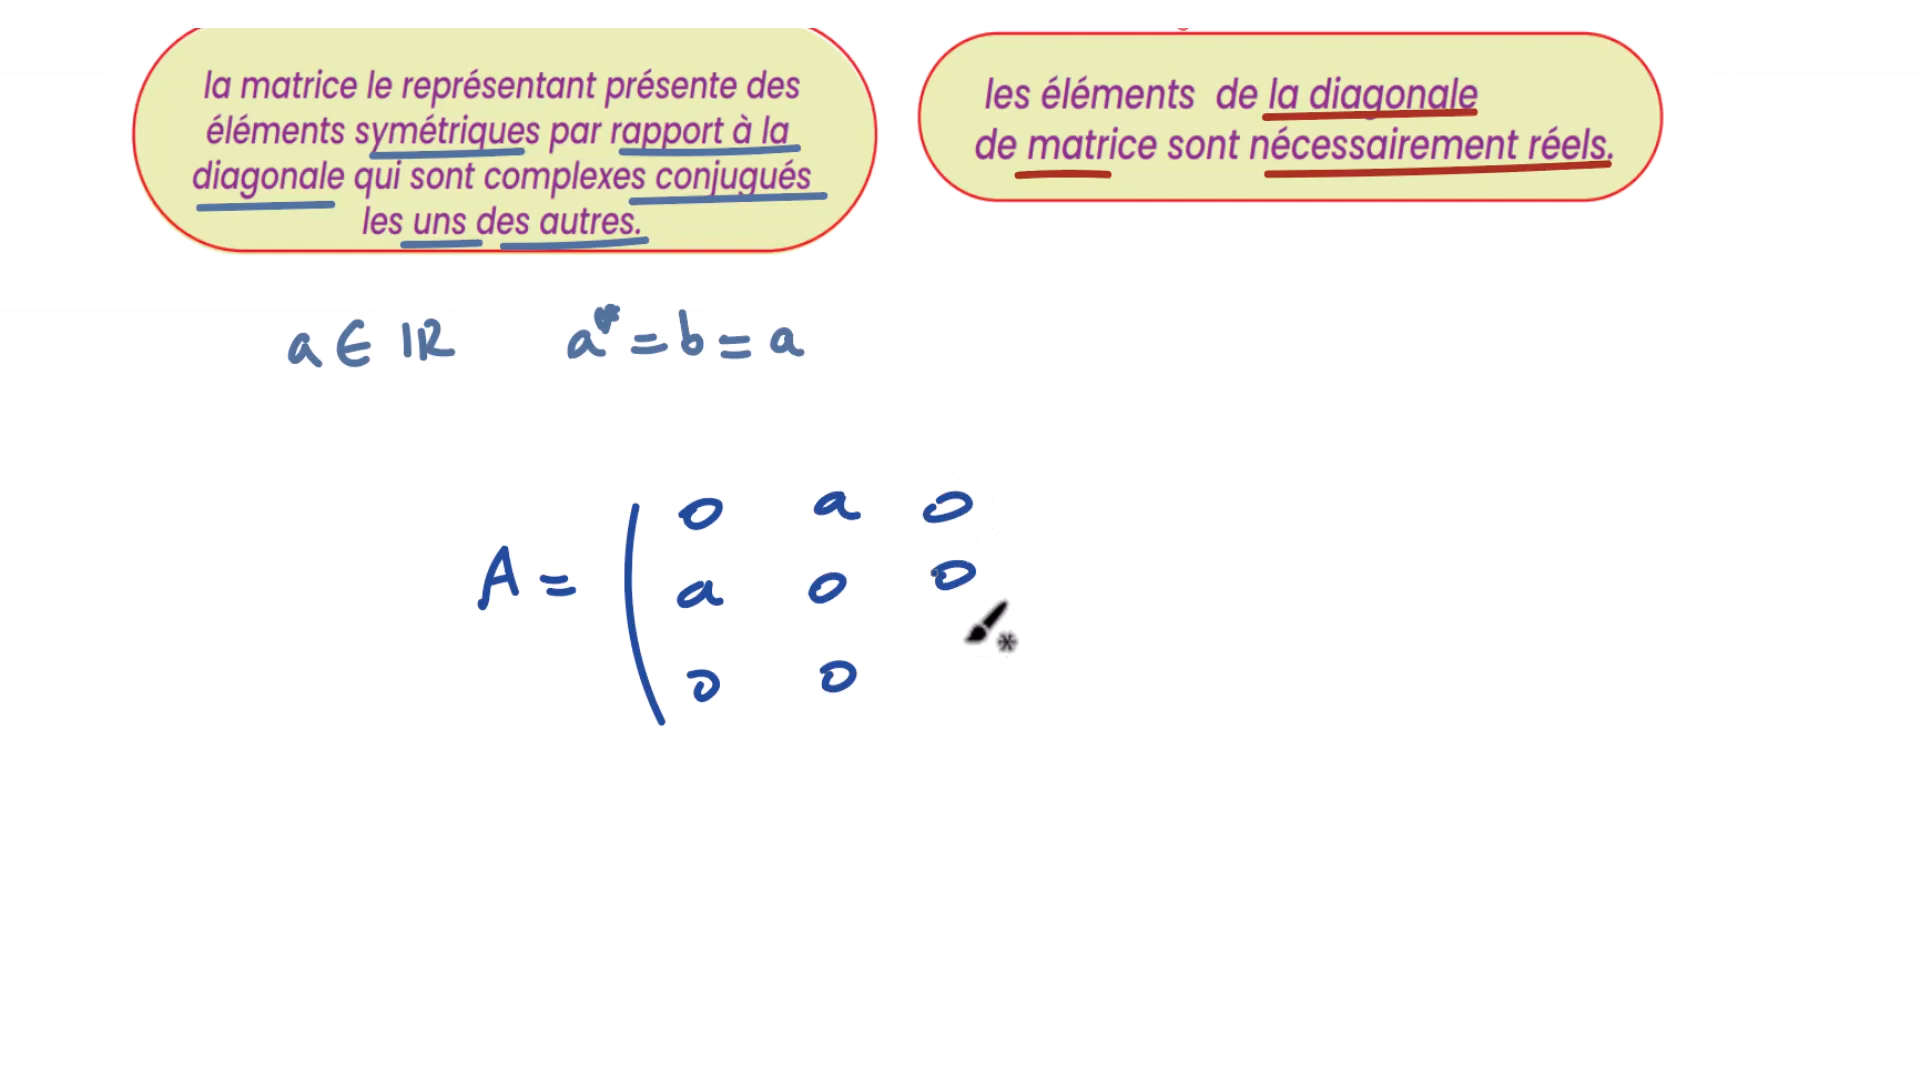 la matrice le représentant présente des
éléments symétriques par rapport à la
diagonale qui sont complexes conjugués
les uns des autres.
les éléments de la diagonale
de matrice sont nécessairement réels.
a ∈ IR a* = b = a
0 a 0
A = ( a 0 0
0 0